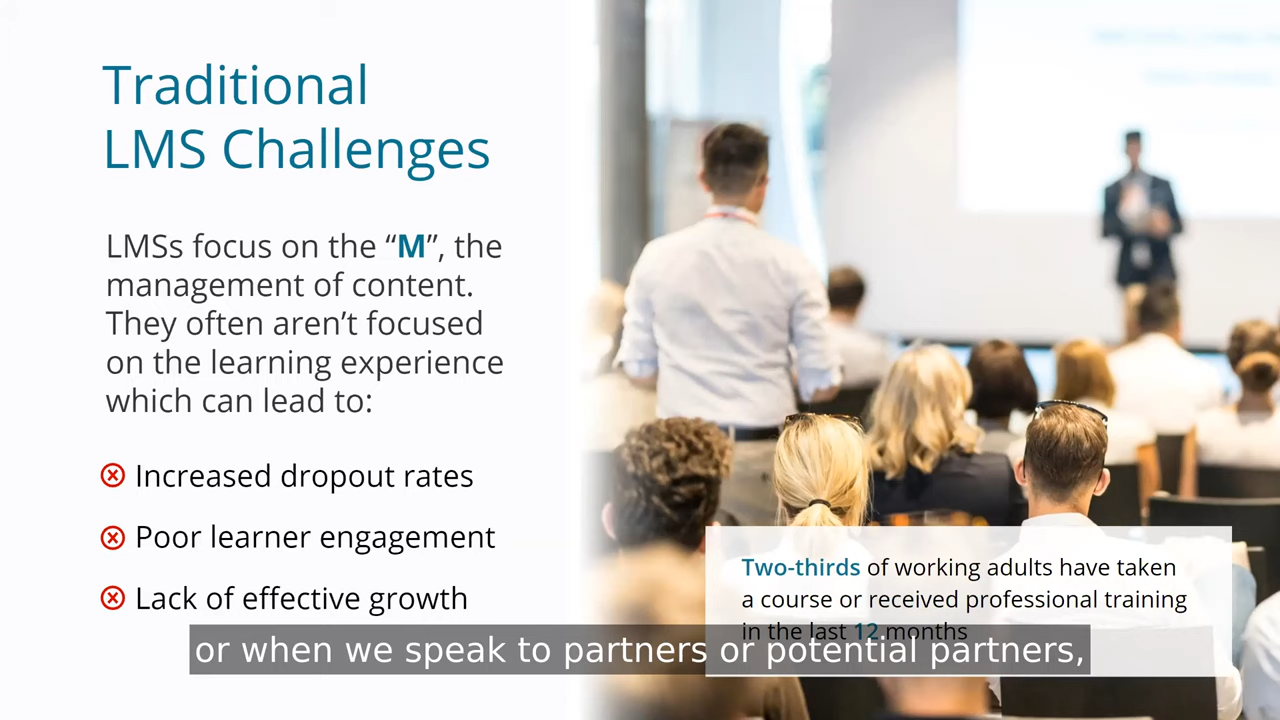 Traditional
LMS Challenges
LMSs focus on the “M”, the
management of content.
They often aren’t focused
on the learning experience
which can lead to:
Increased dropout rates
Poor learner engagement
Lack of effective growth
Two-thirds of working adults have taken
a course or received professional training
in the last 12 months
or when we speak to partners or potential partners,